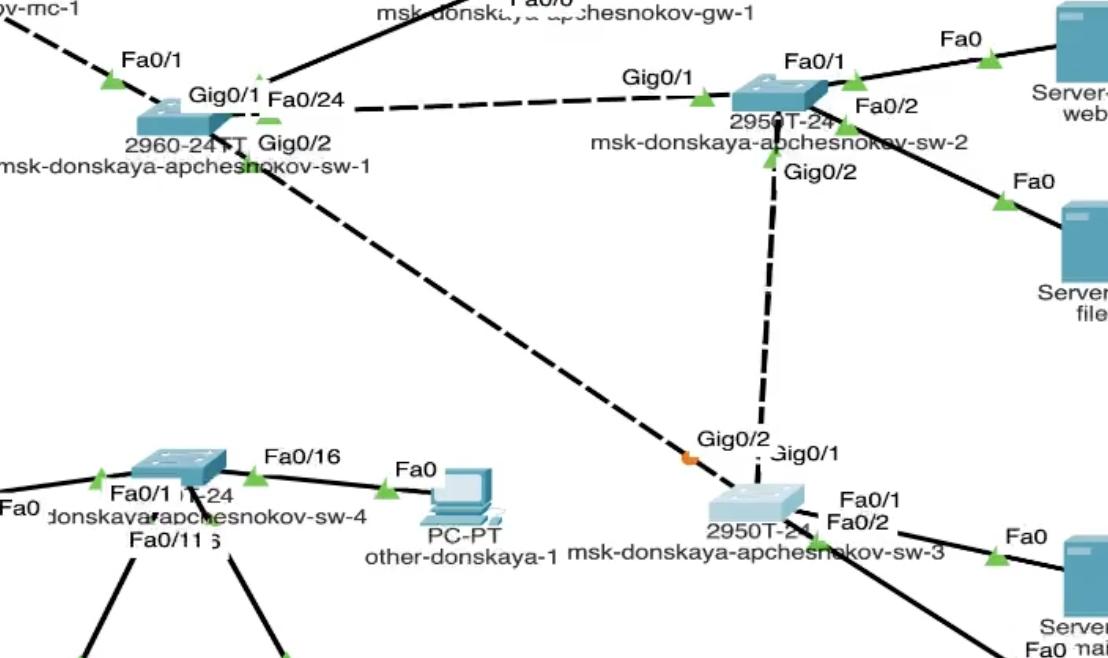 ov-mc-1
msk-donskaya-apchesnokov-gw-1
Fa0/0
Fa0/1
Gig0/1
Fa0/24
2960-24TT
Gig0/2
msk-donskaya-apchesnokov-sw-1
Gig0/1
Fa0/1
Fa0
Server-
web
Fa0/2
2950T-24
msk-donskaya-apchesnokov-sw-2
Gig0/2
Fa0
Server
file
Gig0/2
Gig0/1
Fa0/16
Fa0
Fa0
Fa0/1
T-24
donskaya-apchesnokov-sw-4
Fa0/11
PC-PT
other-donskaya-1
Fa0/1
Fa0/2
2950T-24
msk-donskaya-apchesnokov-sw-3
Fa0
Server
Fa0
mai